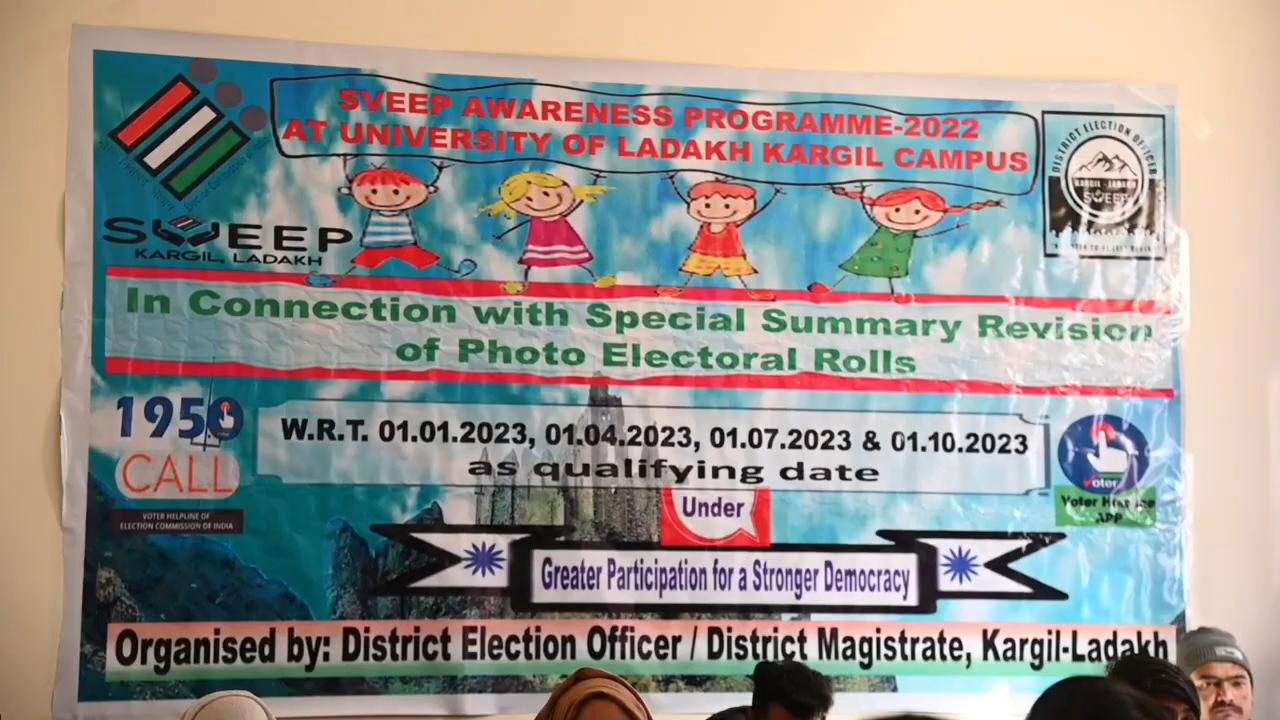 SVEEP AWARENESS PROGRAMME-2022
AT UNIVERSITY OF LADAKH KARGIL CAMPUS
DISTRICT ELECTION OFFICER
KARGIL - LADAKH
SVEEP
SVEEP
KARGIL, LADAKH
In Connection with Special Summary Revision
of Photo Electoral Rolls
1950
CALL
VOTER HELPLINE OF
ELECTION COMMISSION OF INDIA
W.R.T. 01.01.2023, 01.04.2023, 01.07.2023 & 01.10.2023
as qualifying date
Voter
Voter
APP
Under
Greater Participation for a Stronger Democracy
Organised by: District Election Officer / District Magistrate, Kargil-Ladakh